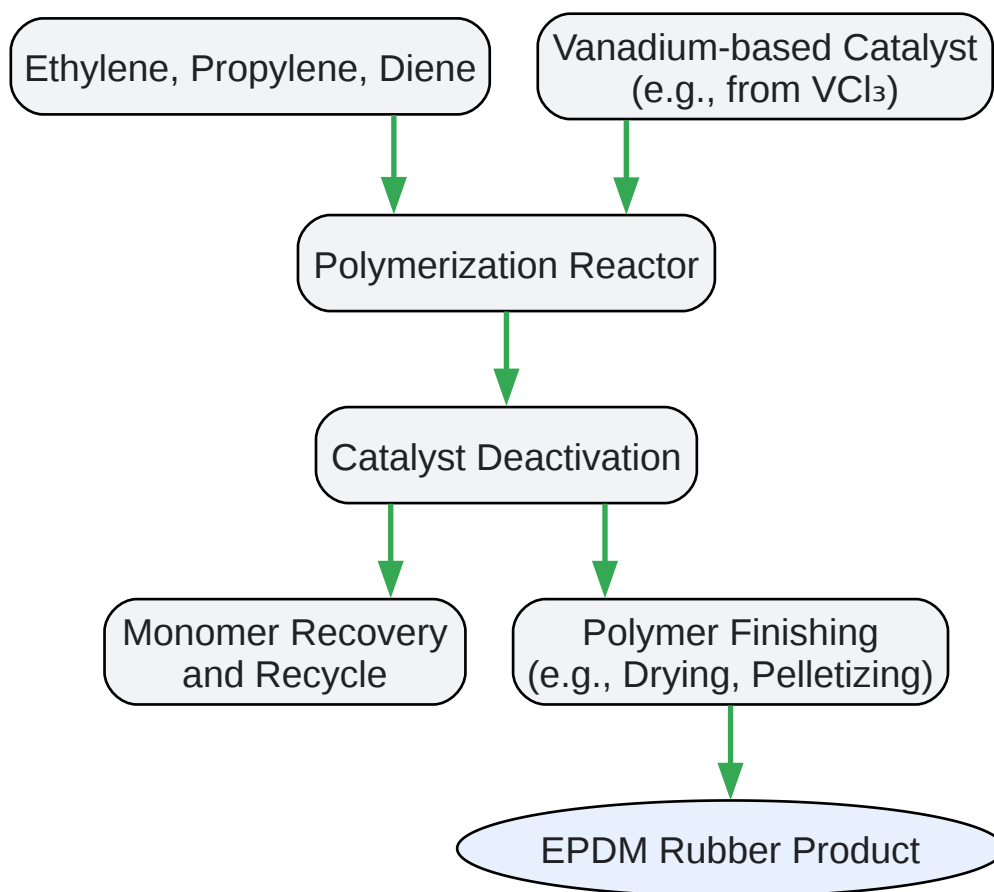 Ethylene, Propylene, Diene
Vanadium-based Catalyst
(e.g., from VCl₃)
Polymerization Reactor
Catalyst Deactivation
Monomer Recovery
and Recycle
Polymer Finishing
(e.g., Drying, Pelletizing)
EPDM Rubber Product